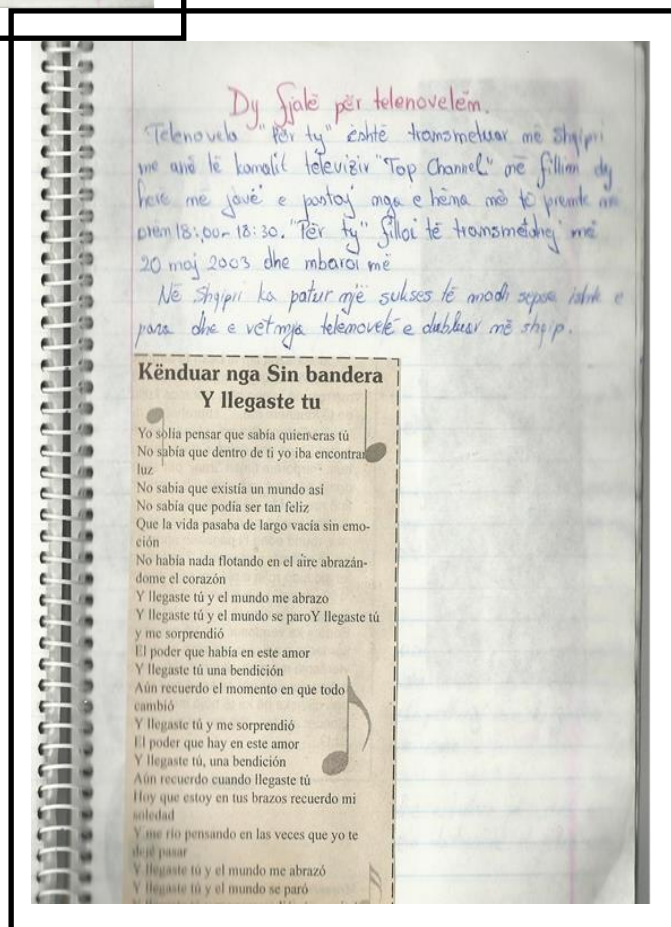 Dy fjalë për telenovelën.
Telenovela "Për ty" është transmetuar në Shqipri
me anë të kanalit televiziv "Top Channel" në fillim dy
herë në javë e pastaj nga e hëna në të premte në
orën 18:00-18:30. "Për ty" filloi të transmetohej më
20 maj 2003 dhe mbaroi më
Në Shqipri ka patur një sukses të madh sepse ishte e
para dhe e vetmja telenovelë e dubluar në shqip.
Kënduar nga Sin bandera
Y llegaste tu
Yo solia pensar que sabía quien eras tú
No sabía que dentro de ti yo iba encontrar
luz
No sabia que existía un mundo así
No sabía que podía ser tan feliz
Que la vida pasaba de largo vacía sin emo-
ción
No había nada flotando en el aire abrazán-
dome el corazón
Y llegaste tú y el mundo me abrazo
Y llegaste tú y el mundo se paroY llegaste tú
y me sorprendió
El poder que había en este amor
Y llegaste tú una bendición
Aún recuerdo el momento en que todo
cambió
Y llegaste tú y me sorprendió
El poder que hay en este amor
Y llegaste tú, una bendición
Aún recuerdo cuando llegaste tú
Hoy que estoy en tus brazos recuerdo mi
soledad
Y me río pensando en las veces que yo te
dejé pasar
Y llegaste tú y el mundo me abrazó
Y llegaste tú y el mundo se paró